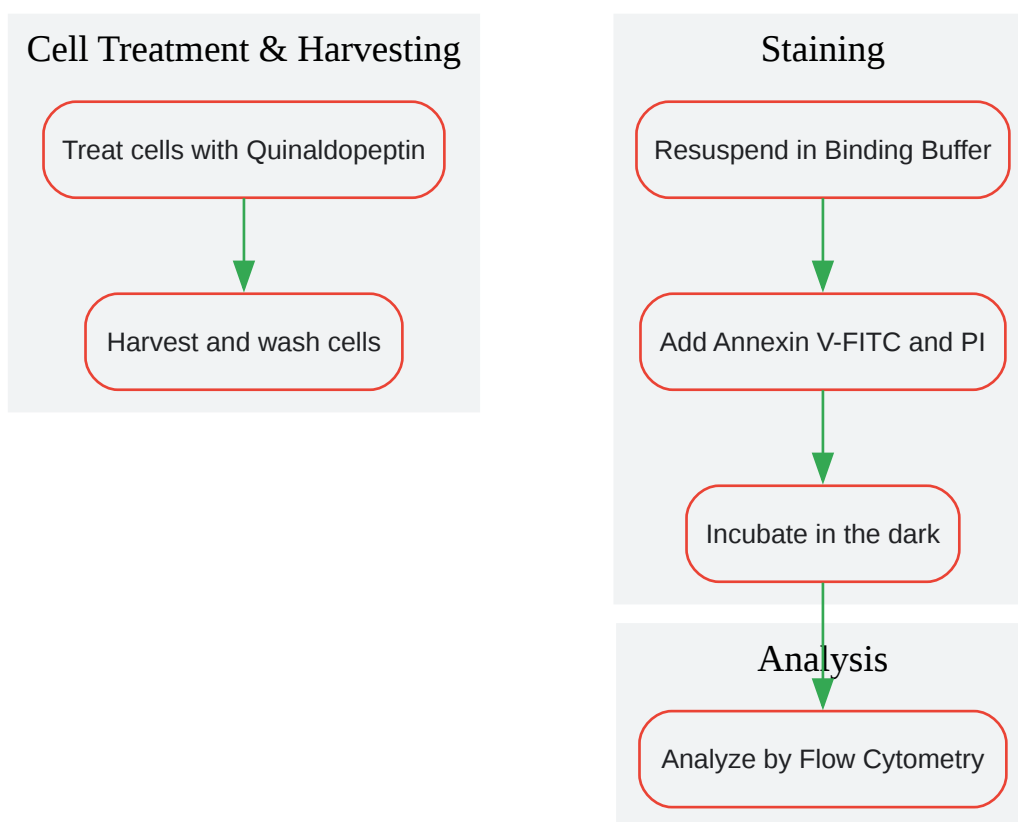 Cell Treatment & Harvesting
Treat cells with Quinaldopeptin
Harvest and wash cells
Staining
Resuspend in Binding Buffer
Add Annexin V-FITC and PI
Incubate in the dark
Analysis
Analyze by Flow Cytometry